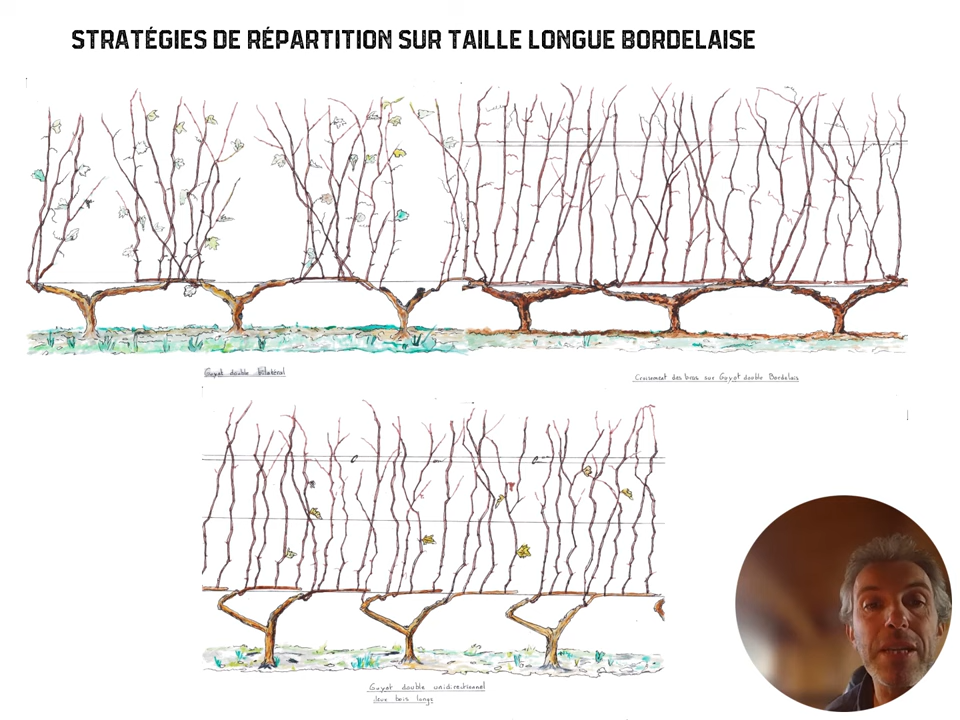 STRATÉGIES DE RÉPARTITION SUR TAILLE LONGUE BORDELAISE
Guyot double Bilatéral
Croisement des bras sur Guyot double Bordelais
Guyot double unidirectionnel
deux bois longs